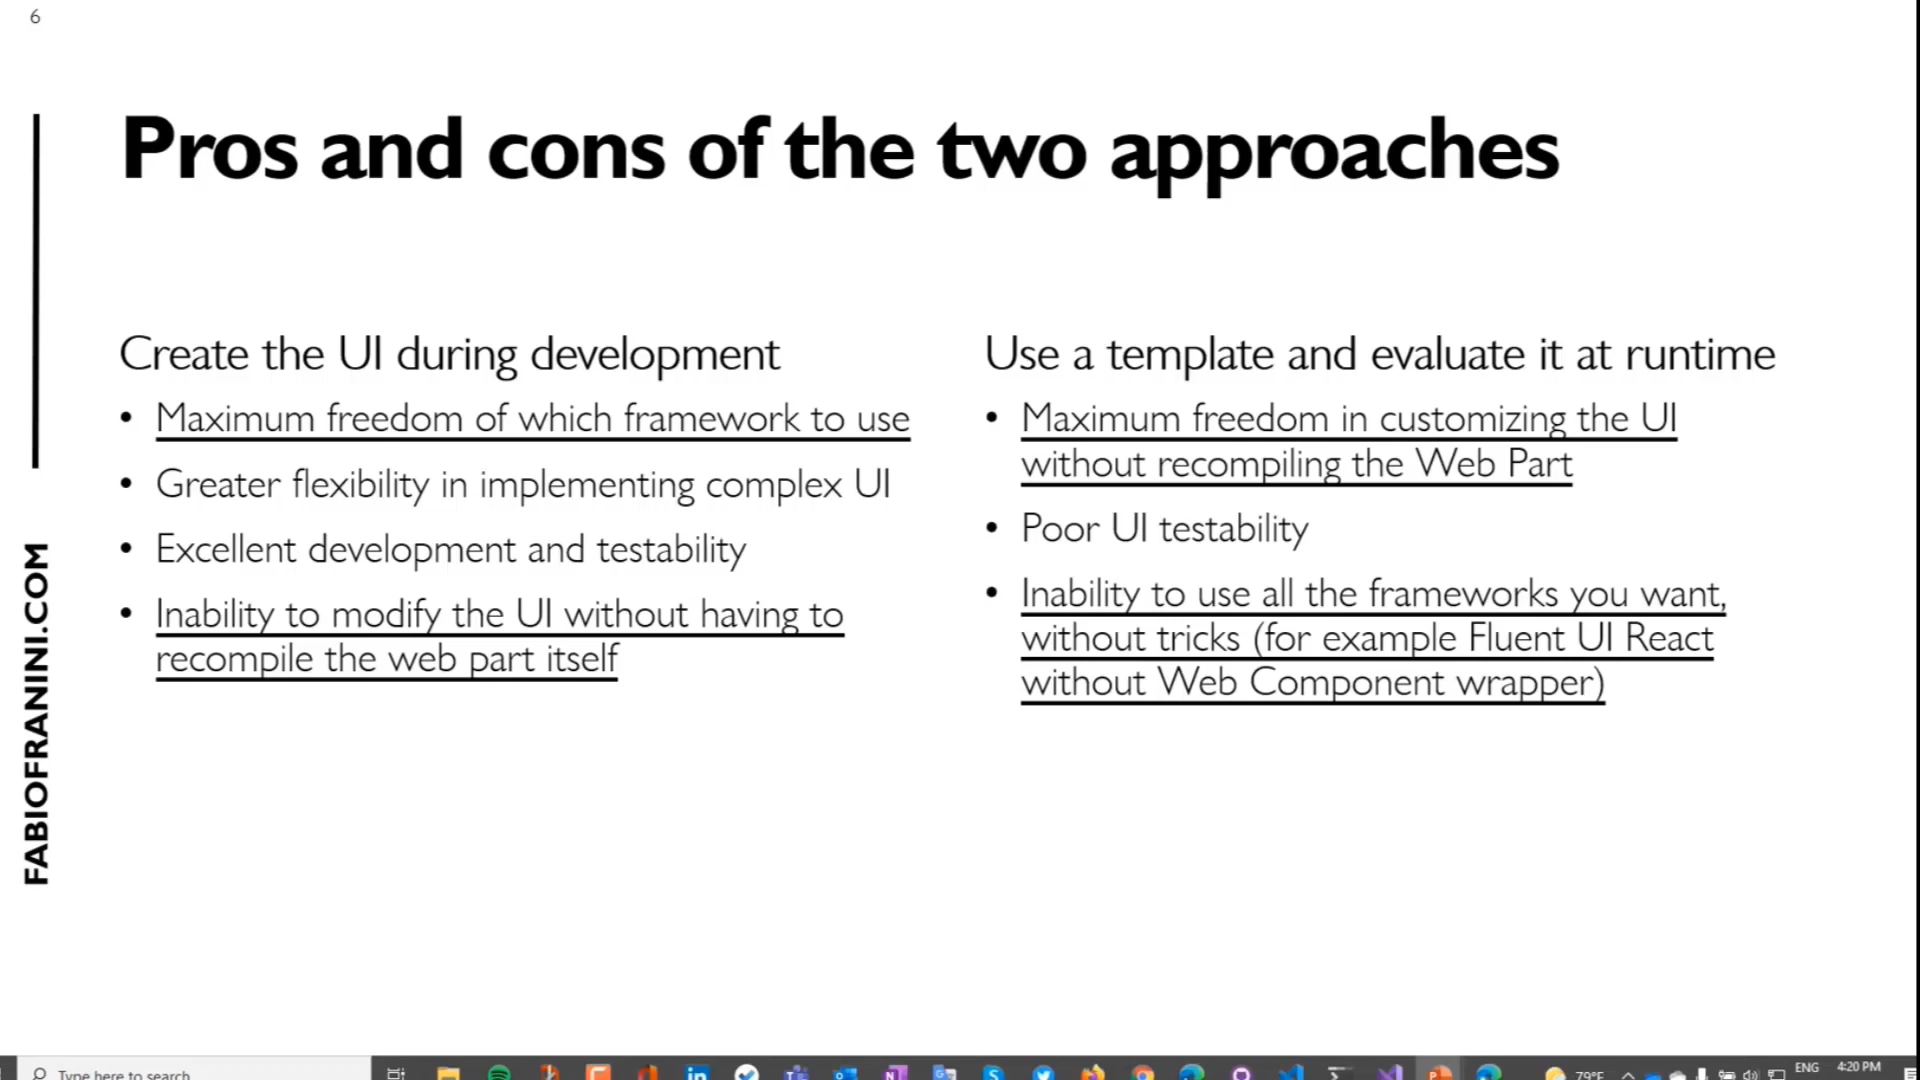 6
Pros and cons of the two approaches
FABIOFRANINI.COM
Create the UI during development
• Maximum freedom of which framework to use
• Greater flexibility in implementing complex UI
• Excellent development and testability
• Inability to modify the UI without having to
recompile the web part itself
Use a template and evaluate it at runtime
• Maximum freedom in customizing the UI
without recompiling the Web Part
• Poor UI testability
• Inability to use all the frameworks you want,
without tricks (for example Fluent UI React
without Web Component wrapper)
Type here to search
79°F
ENG
4:20 PM